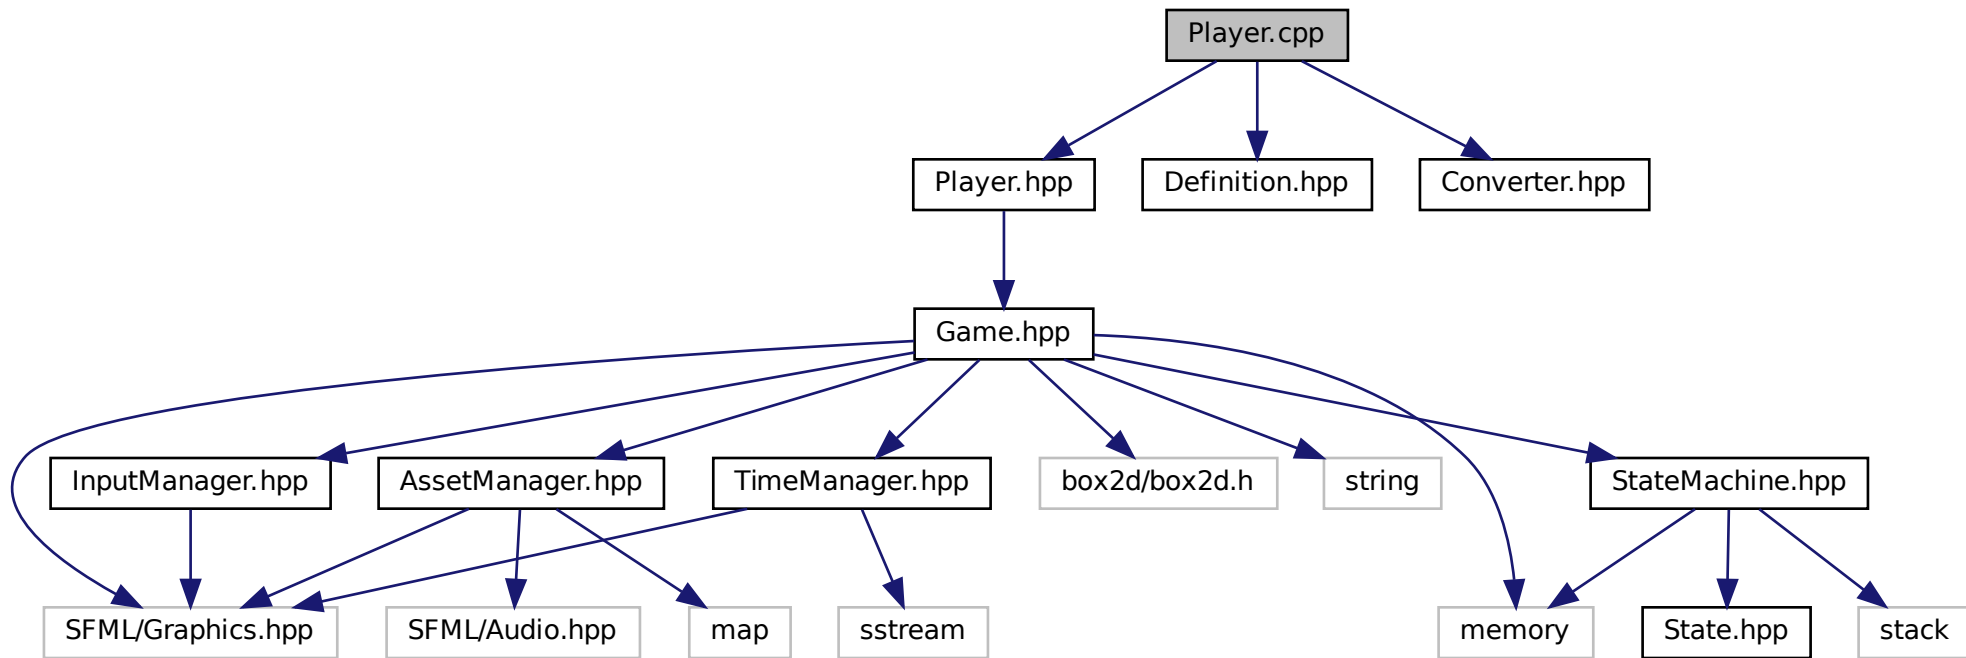 Player.cpp
Player.hpp
Definition.hpp
Converter.hpp
Game.hpp
InputManager.hpp
AssetManager.hpp
TimeManager.hpp
box2d/box2d.h
string
StateMachine.hpp
SFML/Graphics.hpp
SFML/Audio.hpp
map
sstream
memory
State.hpp
stack